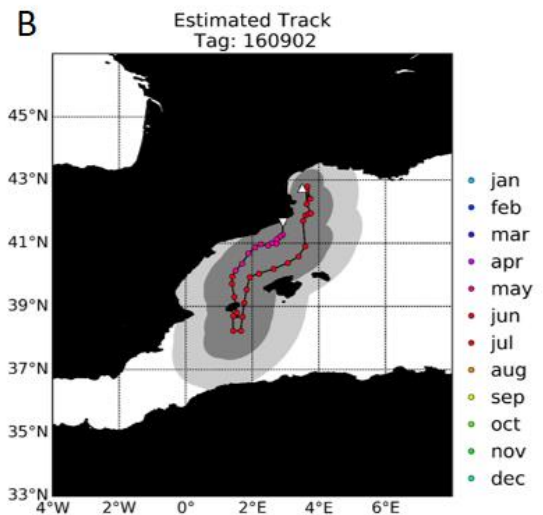 B
Estimated Track
Tag: 160902
45°N
43°N
41°N
39°N
37°N
35°N
33°N
4°W
2°W
0°
2°E
4°E
6°E
jan
feb
mar
apr
may
jun
jul
aug
sep
oct
nov
dec